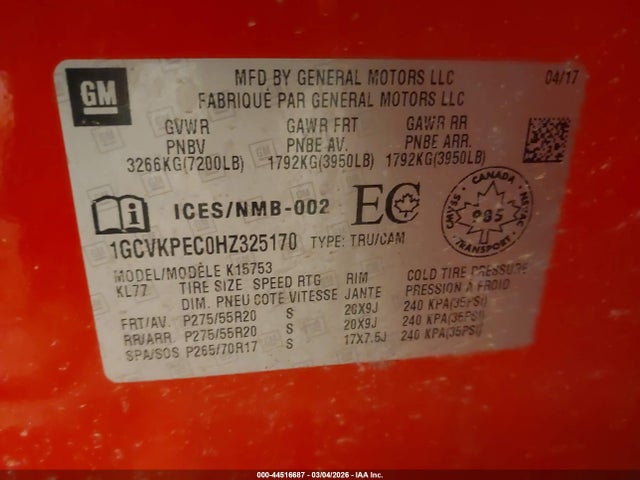 GM
MFD BY GENERAL MOTORS LLC 04/17
FABRIQUÉ PAR GENERAL MOTORS LLC
GVWR GAWR FRT GAWR RR
PNBV PNBE AV. PNBE ARR.
3266KG(7200LB) 1792KG(3950LB) 1792KG(3950LB)
ICES/NMB-002 EC
CANADA
CMVSS 985 NSVAC
TRANSPORT
1GCVKPEC0HZ325170 TYPE: TRU/CAM
MODEL/MODÈLE K15753
KL77 TIRE SIZE SPEED RTG RIM COLD TIRE PRESSURE
DIM. PNEU COTE VITESSE JANTE PRESSION A FROID
FRT/AV. P275/55R20 S 20X9J 240 KPA(35PSI)
RR/ARR. P275/55R20 S 20X9J 240 KPA(35PSI)
SPA/SOS P265/70R17 S 17X7.5J 240 KPA(35PSI)
000-44516687 - 03/04/2026 - IAA Inc.